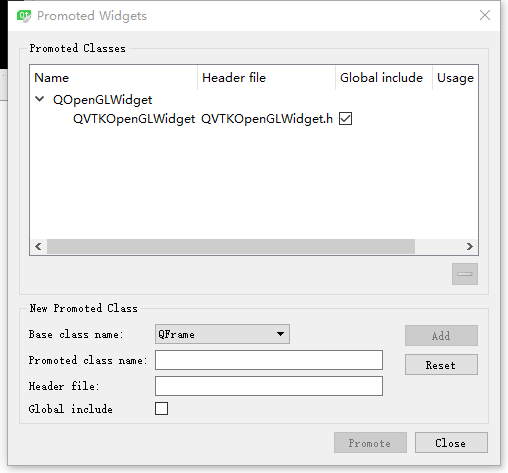 Qt Promoted Widgets
Promoted Classes
Name Header file Global include Usage
QOpenGLWidget
QVTKOpenGLWidget QVTKOpenGLWidget.h
New Promoted Class
Base class name: QFrame Add
Promoted class name: Reset
Header file:
Global include
Promote Close